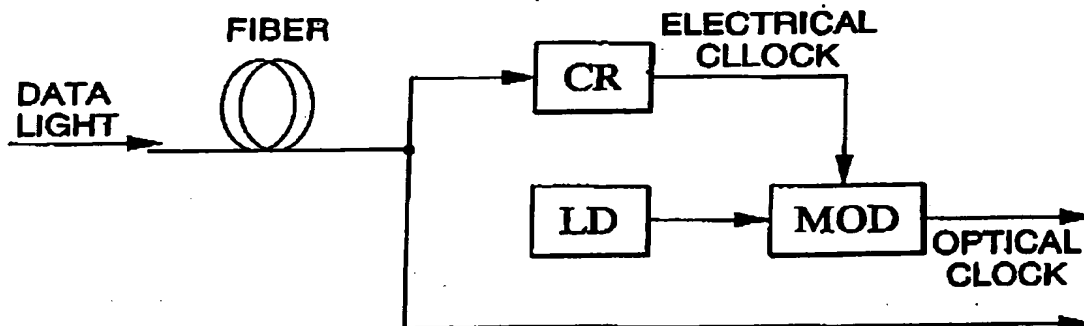 FIBER
ELECTRICAL
CLLOCK
DATA
LIGHT
CR
LD
MOD
OPTICAL
CLOCK